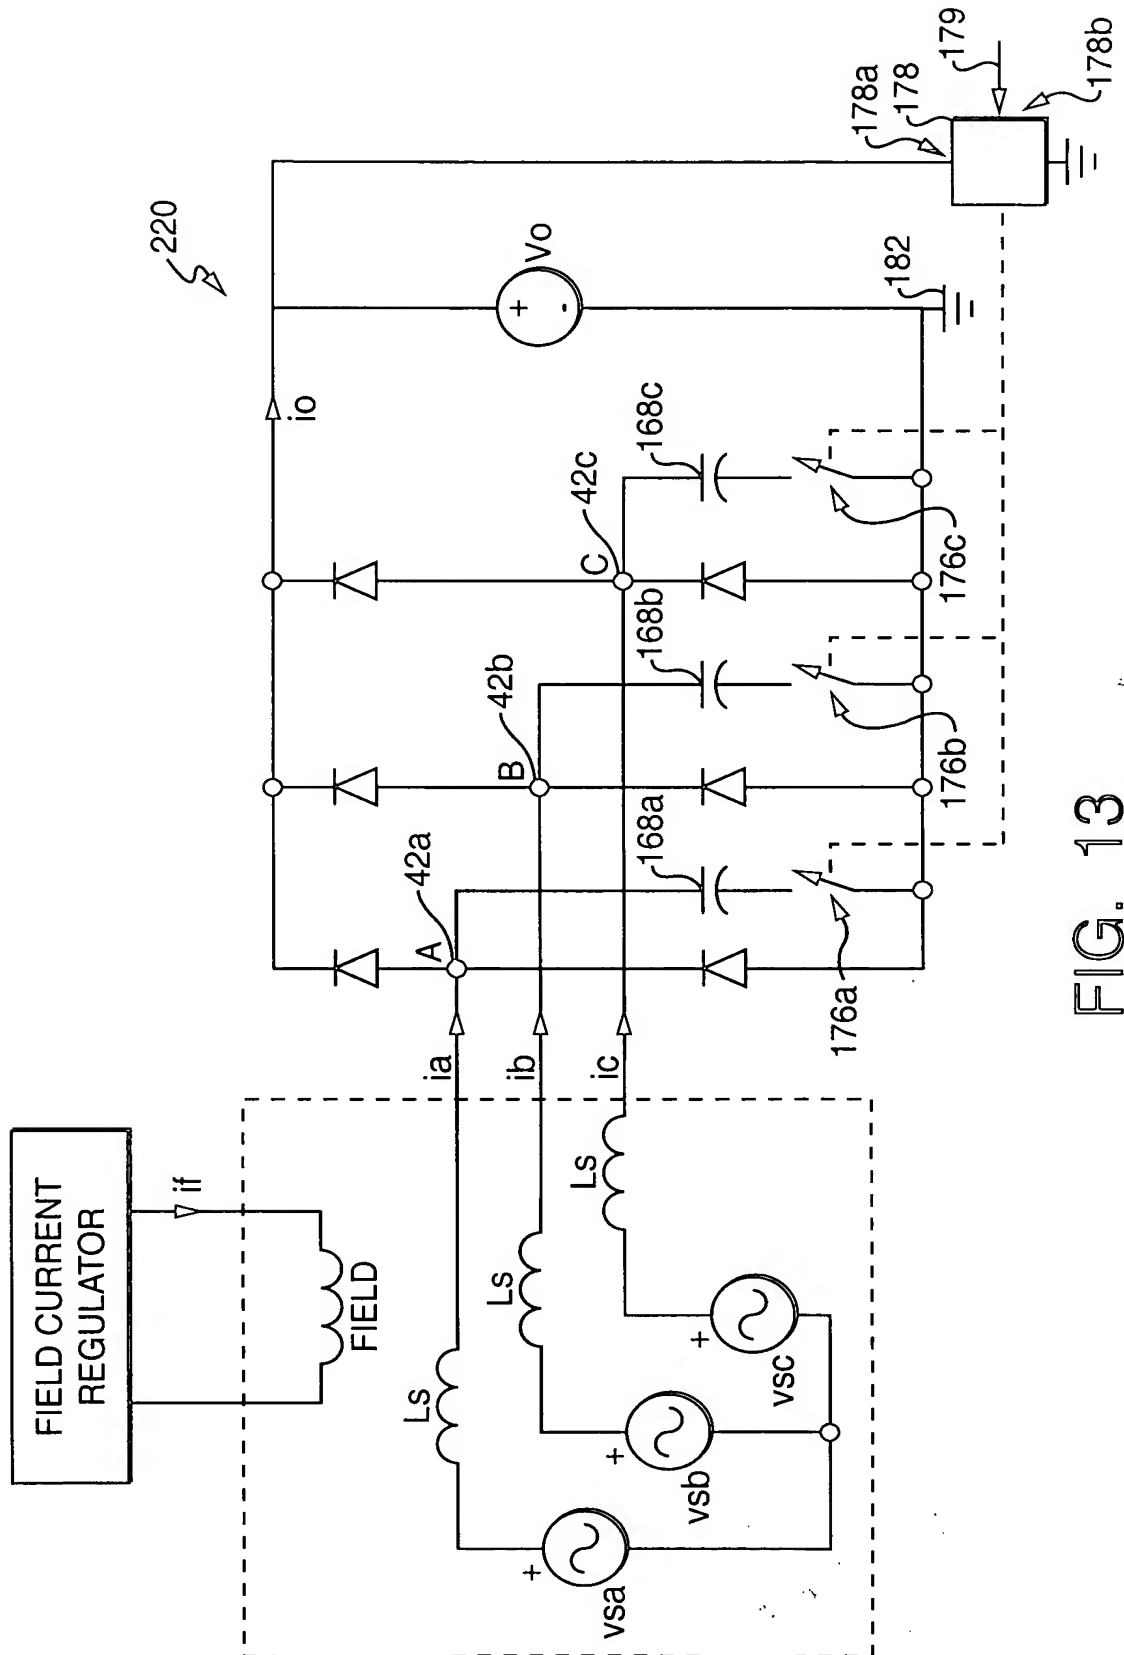 FIELD CURRENT
REGULATOR
if
FIELD
Ls
Ls
Ls
+
vsa
+
vsb
+
vsc
ia
ib
ic
A
42a
B
42b
C
42c
168a
168b
168c
176a
176b
176c
io
220
+
-
Vo
182
178a
178
179
178b
FIG. 13